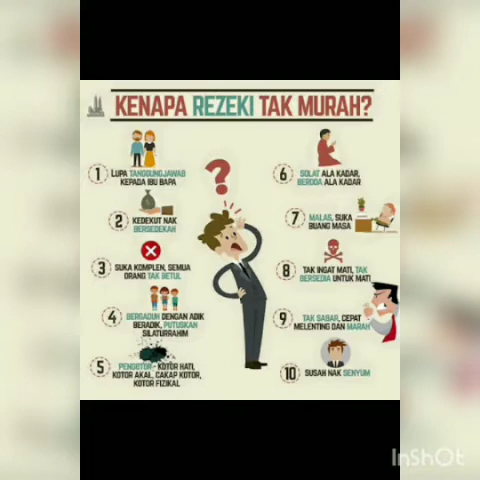 KENAPA REZEKI TAK MURAH?
1 LUPA TANGGUNGJAWAB
KEPADA IBU BAPA
2 KEDEKUT NAK
BERSEDEKAH
3 SUKA KOMPLEN, SEMUA
ORANG TAK BETUL
4 BERGADUH DENGAN ADIK
BERADIK, PUTUSKAN
SILATURRAHIM
5 PENGOTOR - KOTOR HATI,
KOTOR AKAL, CAKAP KOTOR,
KOTOR FIZIKAL
6 SOLAT ALA KADAR,
BERDOA ALA KADAR
7 MALAS, SUKA
BUANG MASA
8 TAK INGAT MATI, TAK
BERSEDIA UNTUK MATI
9 TAK SABAR, CEPAT
MELENTING DAN MARAH
10 SUSAH NAK SENYUM
InShOt